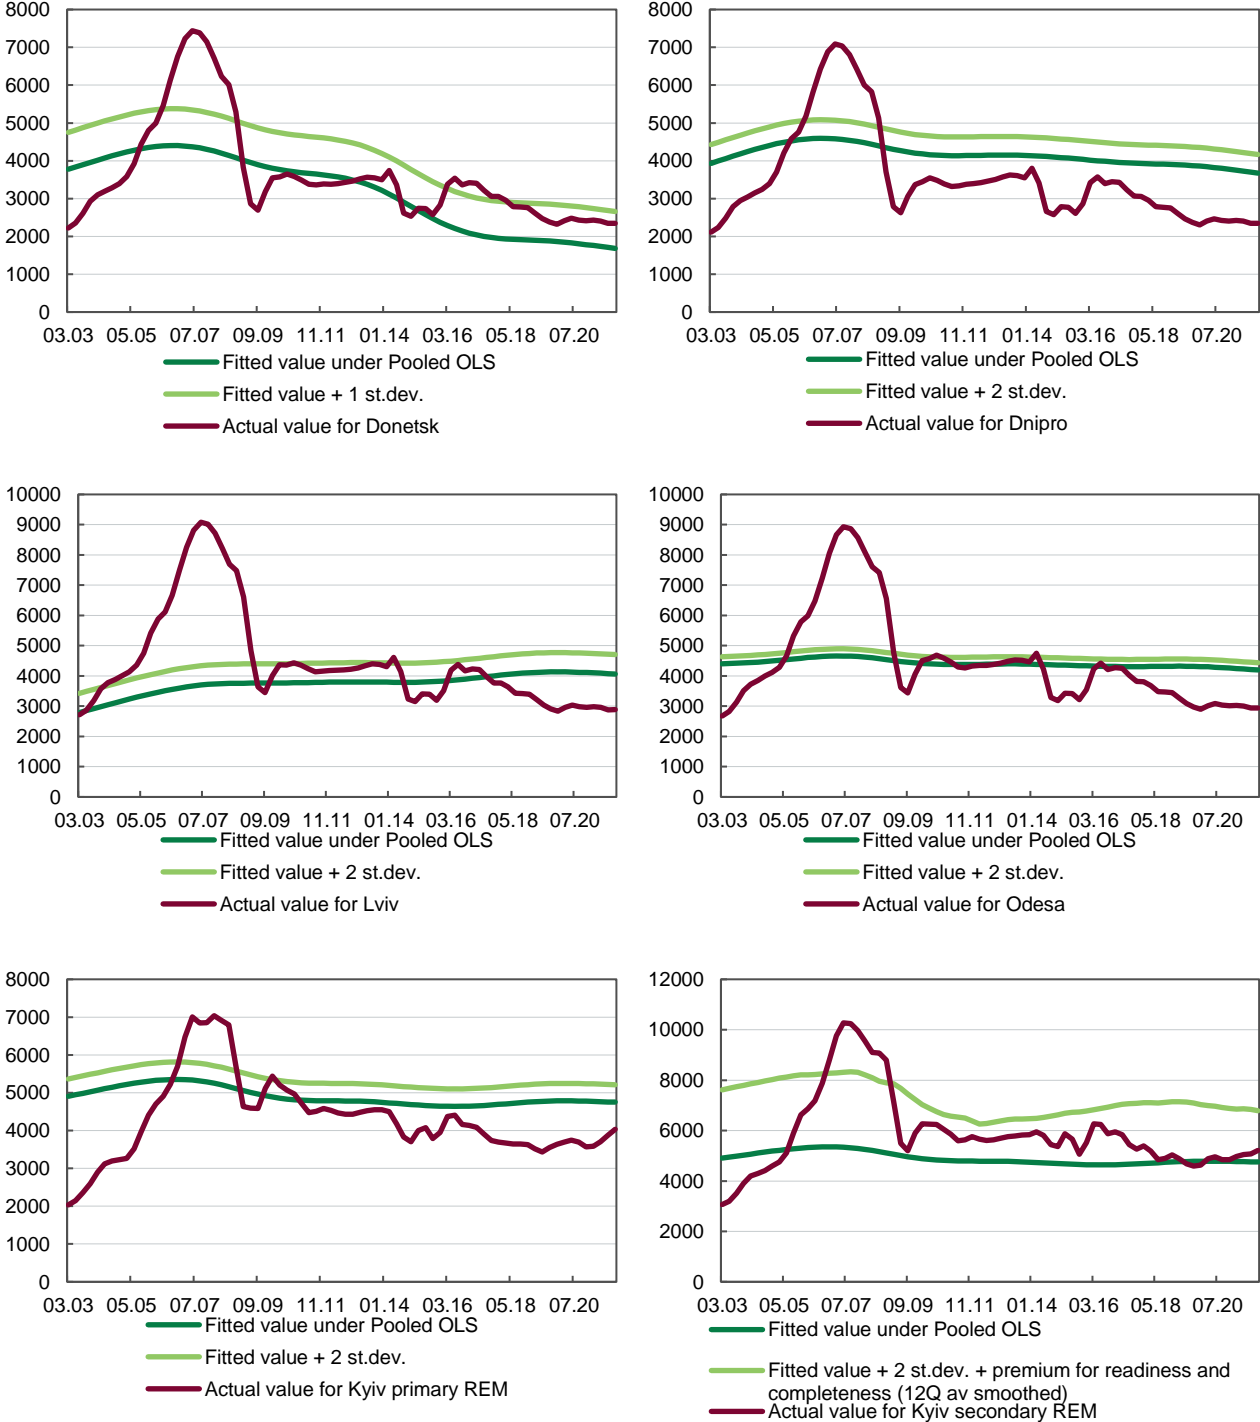 8000
7000
6000
5000
4000
3000
2000
1000
0
03.03 05.05 07.07 09.09 11.11 01.14 03.16 05.18 07.20
Fitted value under Pooled OLS
Fitted value + 1 st.dev.
Actual value for Donetsk
8000
7000
6000
5000
4000
3000
2000
1000
0
03.03 05.05 07.07 09.09 11.11 01.14 03.16 05.18 07.20
Fitted value under Pooled OLS
Fitted value + 2 st.dev.
Actual value for Dnipro
10000
9000
8000
7000
6000
5000
4000
3000
2000
1000
0
03.03 05.05 07.07 09.09 11.11 01.14 03.16 05.18 07.20
Fitted value under Pooled OLS
Fitted value + 2 st.dev.
Actual value for Lviv
10000
9000
8000
7000
6000
5000
4000
3000
2000
1000
0
03.03 05.05 07.07 09.09 11.11 01.14 03.16 05.18 07.20
Fitted value under Pooled OLS
Fitted value + 2 st.dev.
Actual value for Odesa
8000
7000
6000
5000
4000
3000
2000
1000
0
03.03 05.05 07.07 09.09 11.11 01.14 03.16 05.18 07.20
Fitted value under Pooled OLS
Fitted value + 2 st.dev.
Actual value for Kyiv primary REM
12000
10000
8000
6000
4000
2000
0
03.03 05.05 07.07 09.09 11.11 01.14 03.16 05.18 07.20
Fitted value under Pooled OLS
Fitted value + 2 st.dev. + premium for readiness and
completeness (12Q av smoothed)
Actual value for Kyiv secondary REM